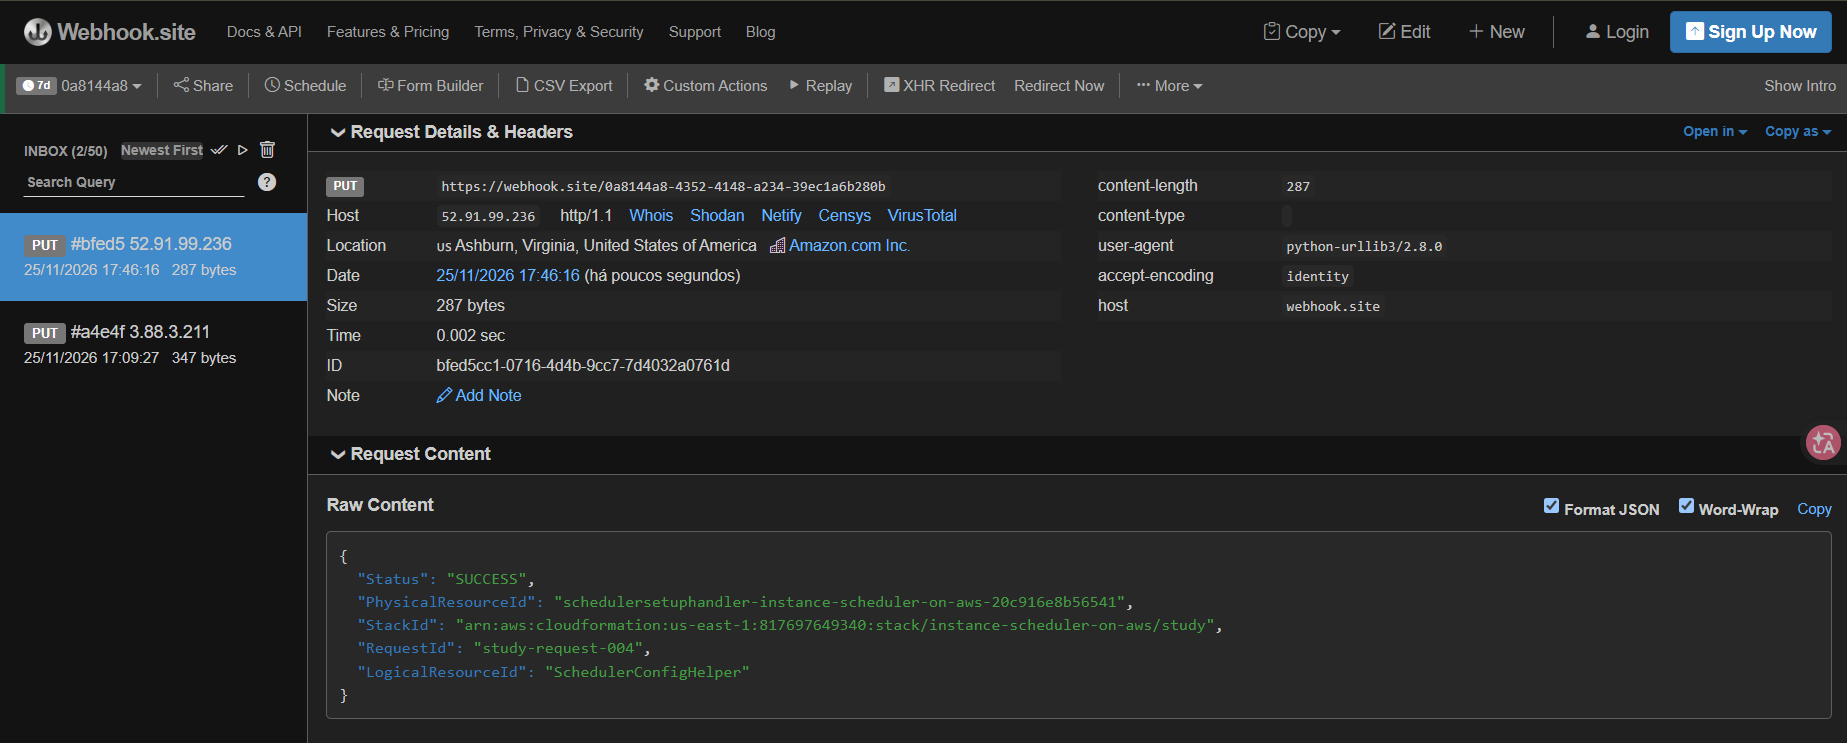 Webhook.site Docs & API Features & Pricing Terms, Privacy & Security Support Blog Copy Edit New Login Sign Up Now
7d 0a8144a8 Share Schedule Form Builder CSV Export Custom Actions Replay XHR Redirect Redirect Now ··· More Show Intro
INBOX (2/50) Newest First
Search Query ?
PUT #bfed5 52.91.99.236
25/11/2026 17:46:16 287 bytes
PUT #a4e4f 3.88.3.211
25/11/2026 17:09:27 347 bytes
Request Details & Headers Open in Copy as
PUT https://webhook.site/0a8144a8-4352-4148-a234-39ec1a6b280b
Host 52.91.99.236 http/1.1 Whois Shodan Netify Censys VirusTotal
Location US Ashburn, Virginia, United States of America Amazon.com Inc.
Date 25/11/2026 17:46:16 (há poucos segundos)
Size 287 bytes
Time 0.002 sec
ID bfed5cc1-0716-4d4b-9cc7-7d4032a0761d
Note Add Note
content-length 287
content-type
user-agent python-urllib3/2.8.0
accept-encoding identity
host webhook.site
Request Content
Raw Content Format JSON Word-Wrap Copy
{
"Status": "SUCCESS",
"PhysicalResourceId": "schedulersetuphandler-instance-scheduler-on-aws-20c916e8b56541",
"StackId": "arn:aws:cloudformation:us-east-1:817697649340:stack/instance-scheduler-on-aws/study",
"RequestId": "study-request-004",
"LogicalResourceId": "SchedulerConfigHelper"
}